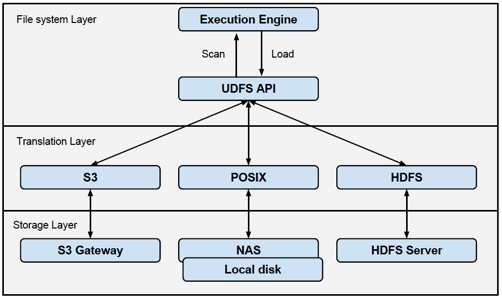 File system Layer
Execution Engine
Scan
Load
UDFS API
Translation Layer
S3
POSIX
HDFS
Storage Layer
S3 Gateway
NAS
HDFS Server
Local disk